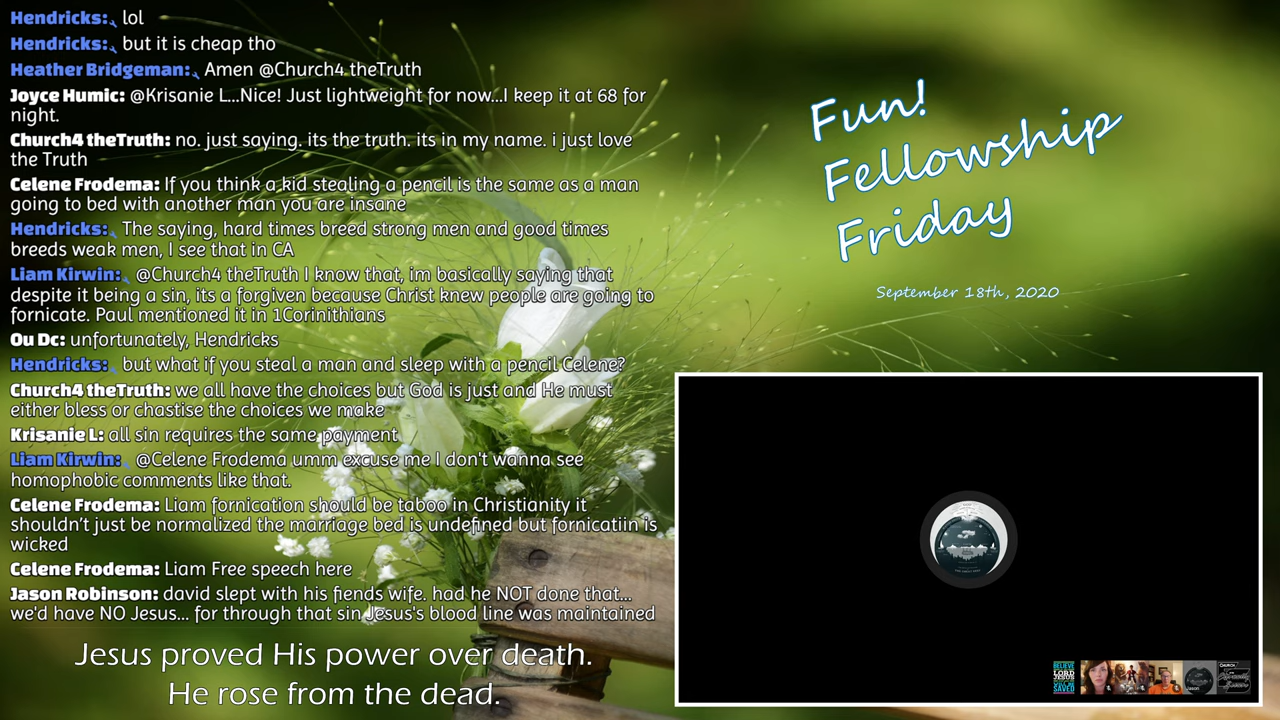 Hendricks: lol
Hendricks: but it is cheap tho
Heather Bridgeman: Amen @Church4 theTruth
Joyce Humic: @Krisanie L...Nice! Just lightweight for now...I keep it at 68 for
night.
Church4 theTruth: no. just saying. its the truth. its in my name. i just love
the Truth
Celene Frodema: If you think a kid stealing a pencil is the same as a man
going to bed with another man you are insane
Hendricks: The saying, hard times breed strong men and good times
breeds weak men, I see that in CA
Liam Kirwin: @Church4 theTruth I know that, im basically saying that
despite it being a sin, its a forgiven because Christ knew people are going to
fornicate. Paul mentioned it in 1Corinithians
Ou Dc: unfortunately, Hendricks
Hendricks: but what if you steal a man and sleep with a pencil Celene?
Church4 theTruth: we all have the choices but God is just and He must
either bless or chastise the choices we make
Krisanie L: all sin requires the same payment
Liam Kirwin: @Celene Frodema umm excuse me I don't wanna see
homophobic comments like that.
Celene Frodema: Liam fornication should be taboo in Christianity it
shouldn't just be normalized the marriage bed is undefined but fornicatiin is
wicked
Celene Frodema: Liam Free speech here
Jason Robinson: david slept with his fiends wife. had he NOT done that...
we'd have NO Jesus... for through that sin Jesus's blood line was maintained
Jesus proved His power over death.
He rose from the dead.
Fun!
Fellowship
Friday
September 18th, 2020
BELIEVE
LORD
JESUS
SAVED
Jason
CHURCH